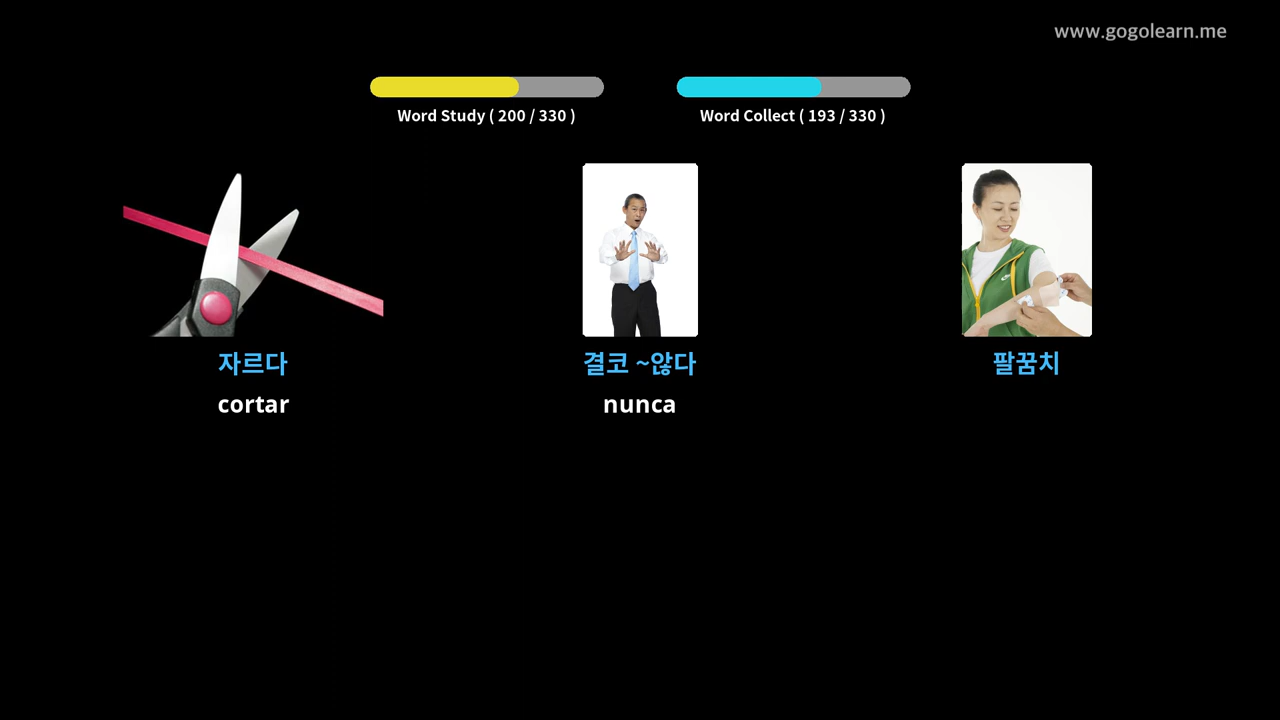 www.gogolearn.me
Word Study ( 200 / 330 )
Word Collect ( 193 / 330 )
자르다
결코 ~않다
팔꿈치
cortar
nunca